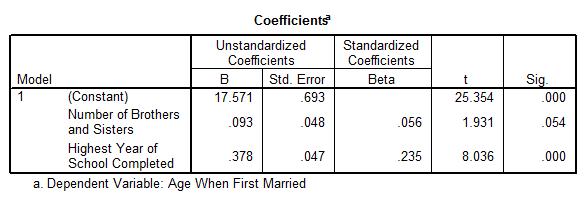 Coefficientsa
Unstandardized Coefficients Standardized Coefficients
Model B Std. Error Beta t Sig.
1 (Constant) 17.571 .693 25.354 .000
Number of Brothers and Sisters .093 .048 .056 1.931 .054
Highest Year of School Completed .378 .047 .235 8.036 .000
a. Dependent Variable: Age When First Married